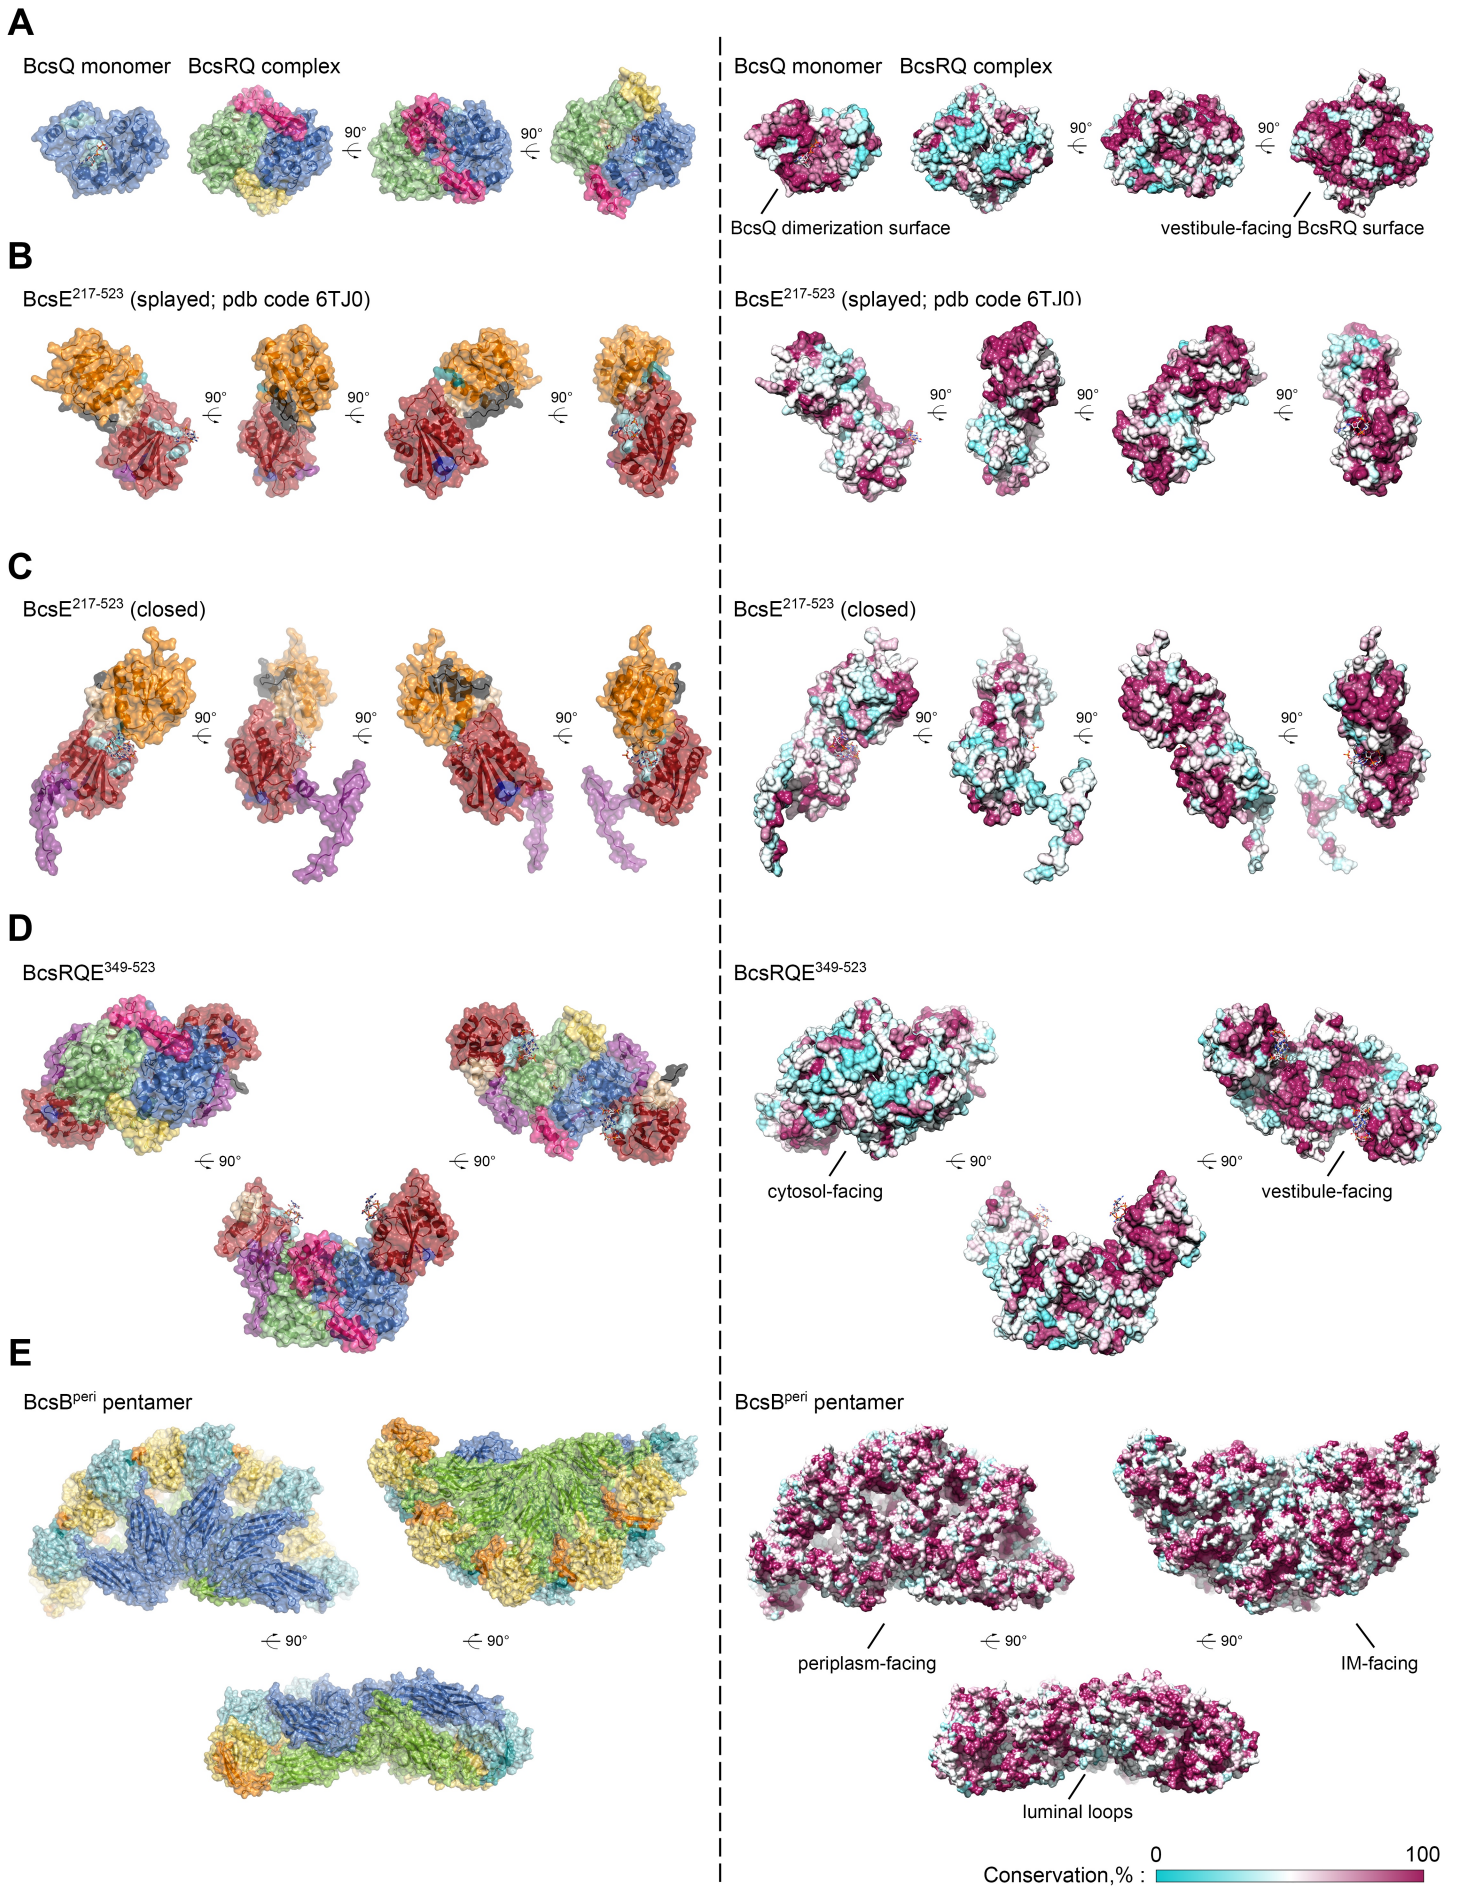 A
BcsQ monomer BcsRQ complex
90° 90°
BcsQ monomer BcsRQ complex
90° 90°
BcsQ dimerization surface
vestibule-facing BcsRQ surface
B
BcsE217-523 (splayed; pdb code 6TJ0)
90° 90° 90°
BcsE217-523 (splayed; pdb code 6TJ0)
90° 90° 90°
C
BcsE217-523 (closed)
90° 90° 90°
BcsE217-523 (closed)
90° 90° 90°
D
BcsRQE349-523
90° 90°
BcsRQE349-523
90° 90°
cytosol-facing
vestibule-facing
E
BcsBperi pentamer
90° 90°
BcsBperi pentamer
90° 90°
periplasm-facing
IM-facing
luminal loops
0 100
Conservation,% :